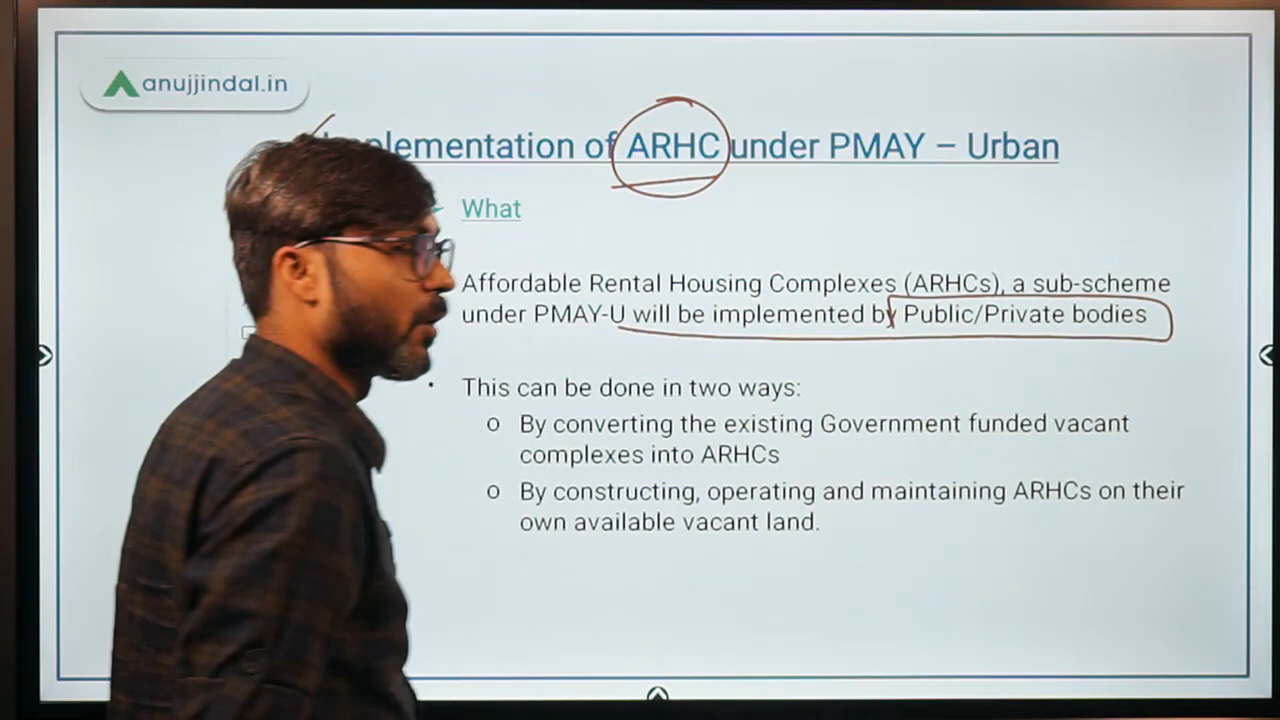 anujjindal.in
plementation of ARHC under PMAY – Urban
What
Affordable Rental Housing Complexes (ARHCs), a sub-scheme
under PMAY-U will be implemented by Public/Private bodies
• This can be done in two ways:
o By converting the existing Government funded vacant
complexes into ARHCs
o By constructing, operating and maintaining ARHCs on their
own available vacant land.